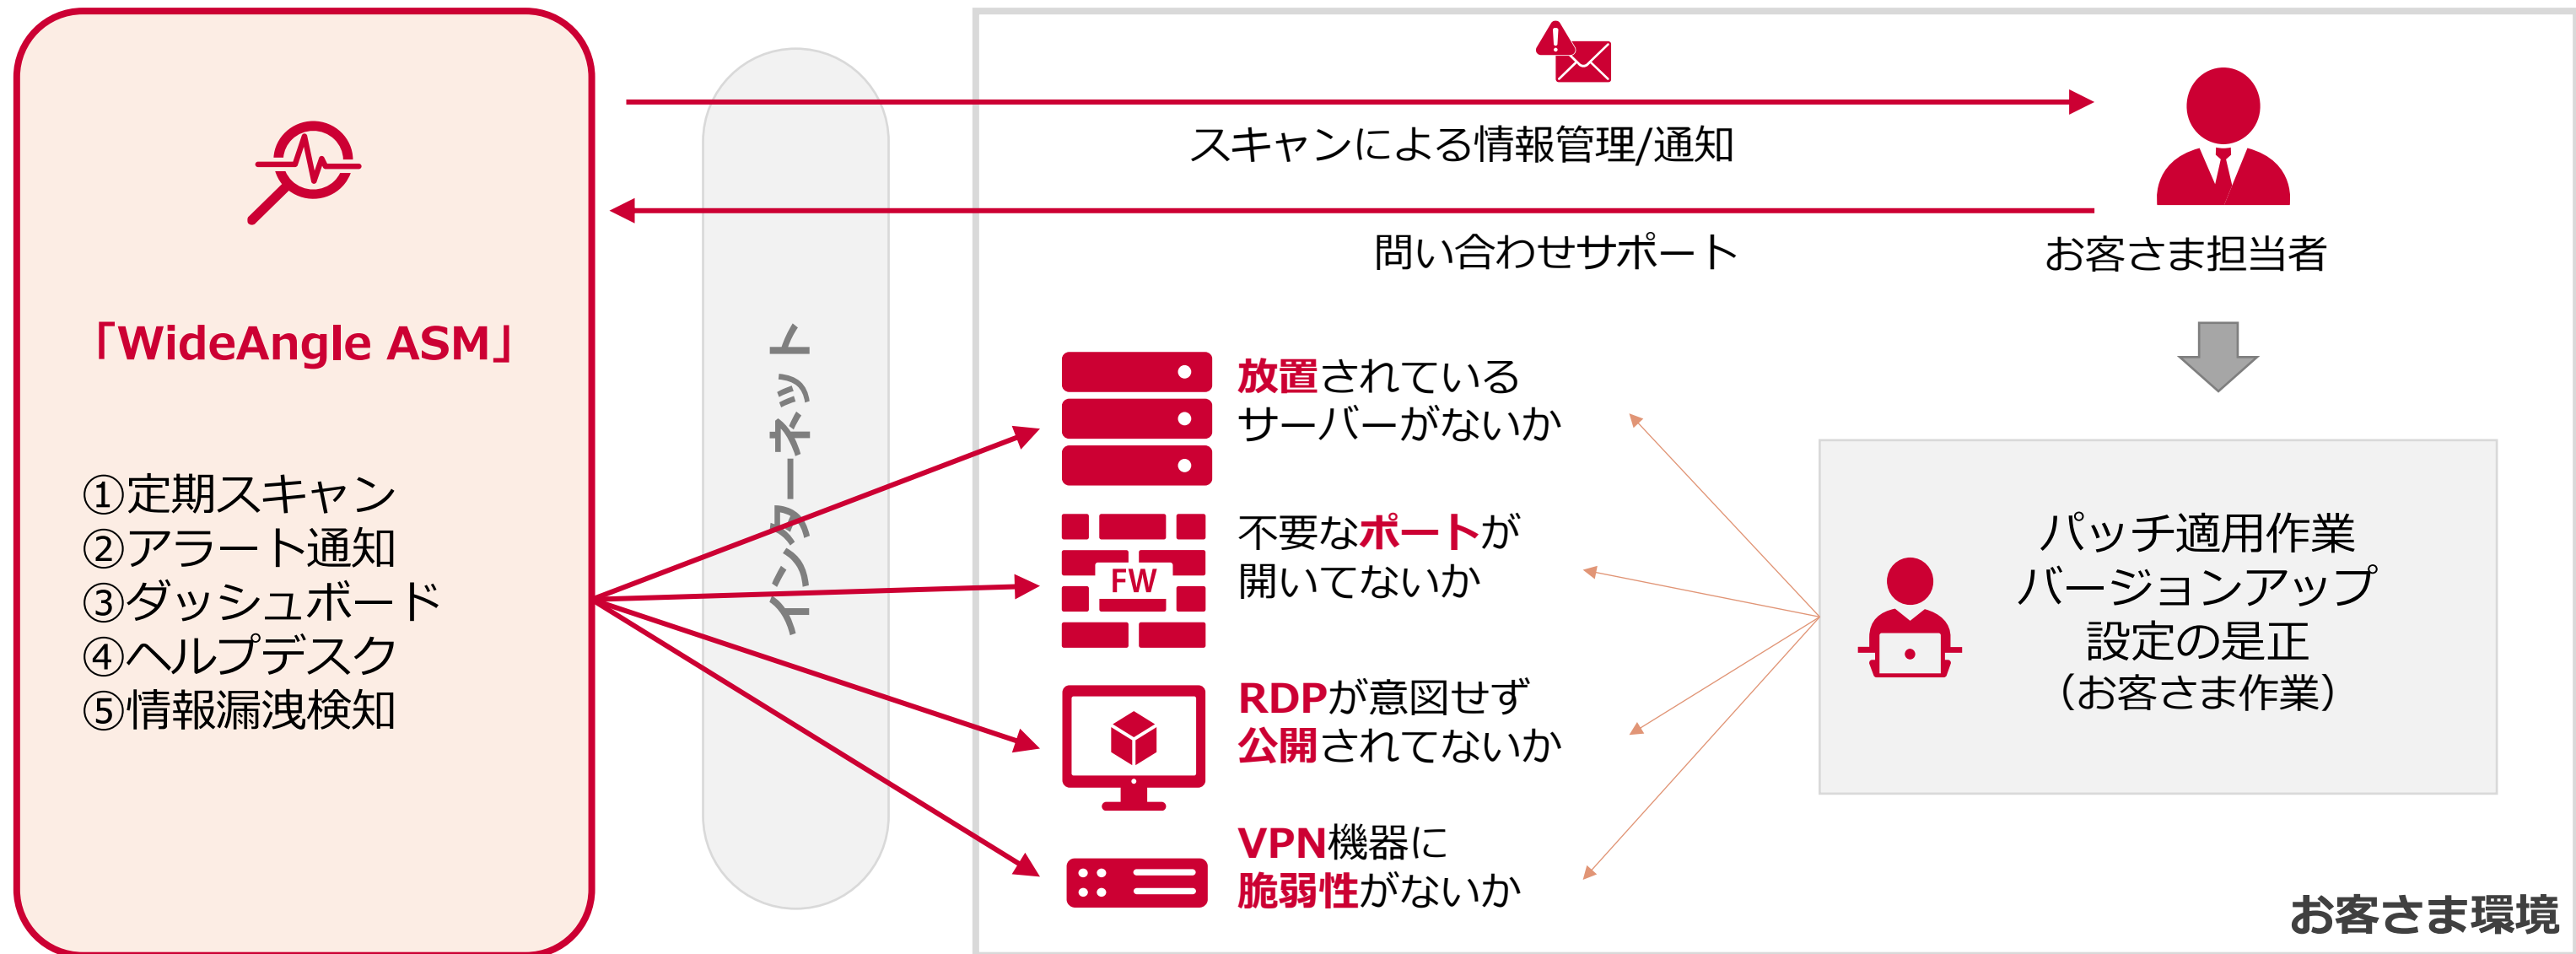 「WideAngle ASM」
①定期スキャン
②アラート通知
③ダッシュボード
④ヘルプデスク
⑤情報漏洩検知
インターネット
スキャンによる情報管理/通知
問い合わせサポート
お客さま担当者
放置されている
サーバーがないか
FW
不要なポートが
開いてないか
RDPが意図せず
公開されてないか
VPN機器に
脆弱性がないか
パッチ適用作業
バージョンアップ
設定の是正
（お客さま作業）
お客さま環境